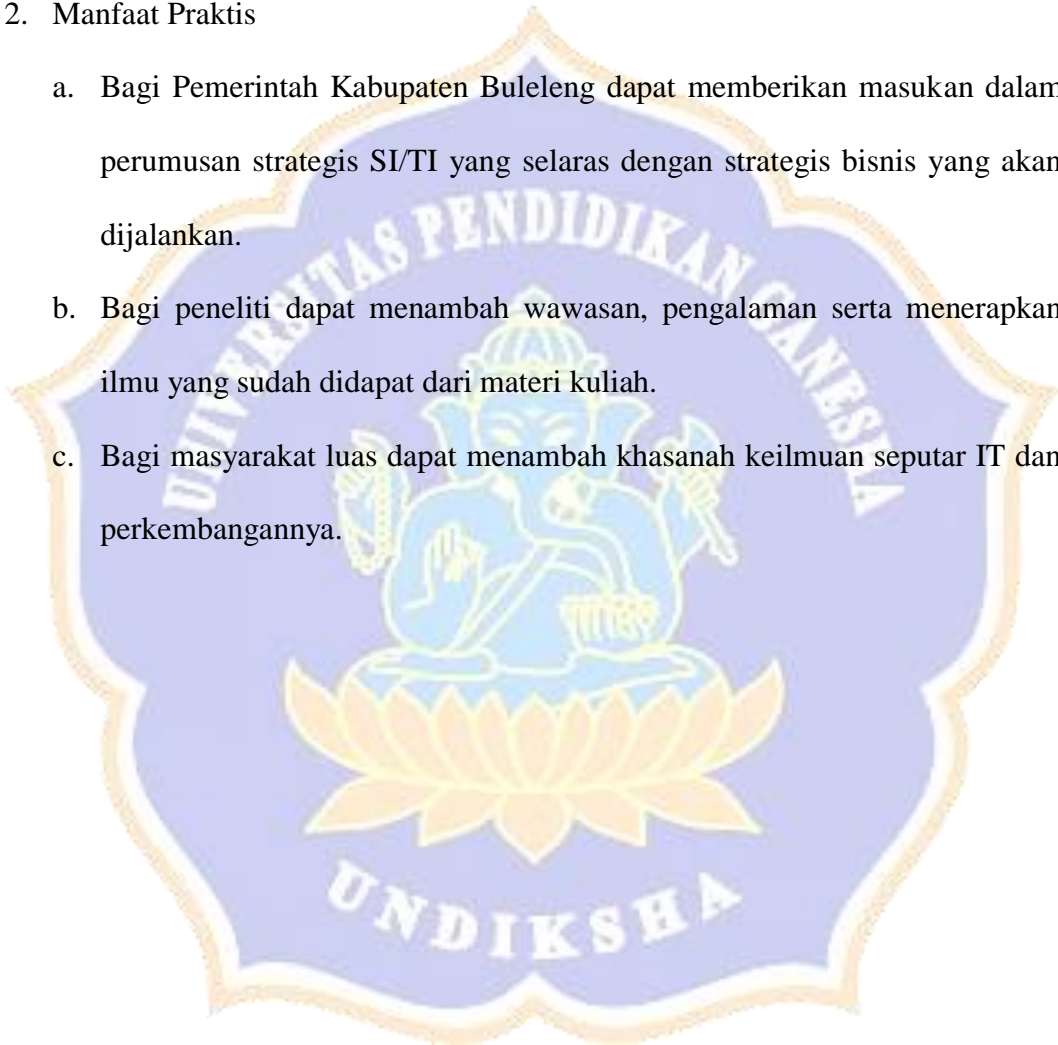 2. Manfaat Praktis
a. Bagi Pemerintah Kabupaten Buleleng dapat memberikan masukan dalam
perumusan strategis SI/TI yang selaras dengan strategis bisnis yang akan
dijalankan.
b. Bagi peneliti dapat menambah wawasan, pengalaman serta menerapkan
ilmu yang sudah didapat dari materi kuliah.
c. Bagi masyarakat luas dapat menambah khasanah keilmuan seputar IT dan
perkembangannya.
UNIVERSITAS PENDIDIKAN GANESHA
UNDIKSHA